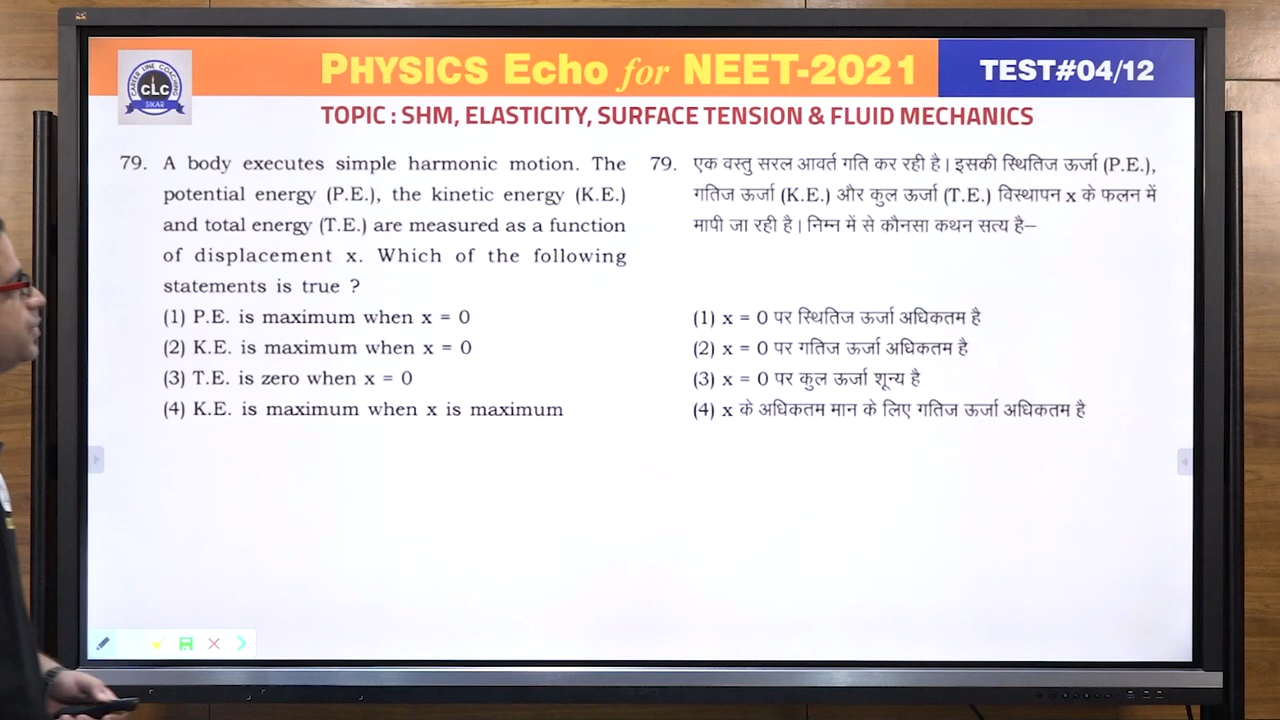 CAREER LINE COACHING
CLC
SIKAR
PHYSICS Echo for NEET-2021
TEST#04/12
TOPIC : SHM, ELASTICITY, SURFACE TENSION & FLUID MECHANICS
79. A body executes simple harmonic motion. The
potential energy (P.E.), the kinetic energy (K.E.)
and total energy (T.E.) are measured as a function
of displacement x. Which of the following
statements is true ?
(1) P.E. is maximum when x = 0
(2) K.E. is maximum when x = 0
(3) T.E. is zero when x = 0
(4) K.E. is maximum when x is maximum
79. एक वस्तु सरल आवर्त गति कर रही है। इसकी स्थितिज ऊर्जा (P.E.),
गतिज ऊर्जा (K.E.) और कुल ऊर्जा (T.E.) विस्थापन x के फलन में
मापी जा रही है। निम्न में से कौनसा कथन सत्य है–
(1) x = 0 पर स्थितिज ऊर्जा अधिकतम है
(2) x = 0 पर गतिज ऊर्जा अधिकतम है
(3) x = 0 पर कुल ऊर्जा शून्य है
(4) x के अधिकतम मान के लिए गतिज ऊर्जा अधिकतम है